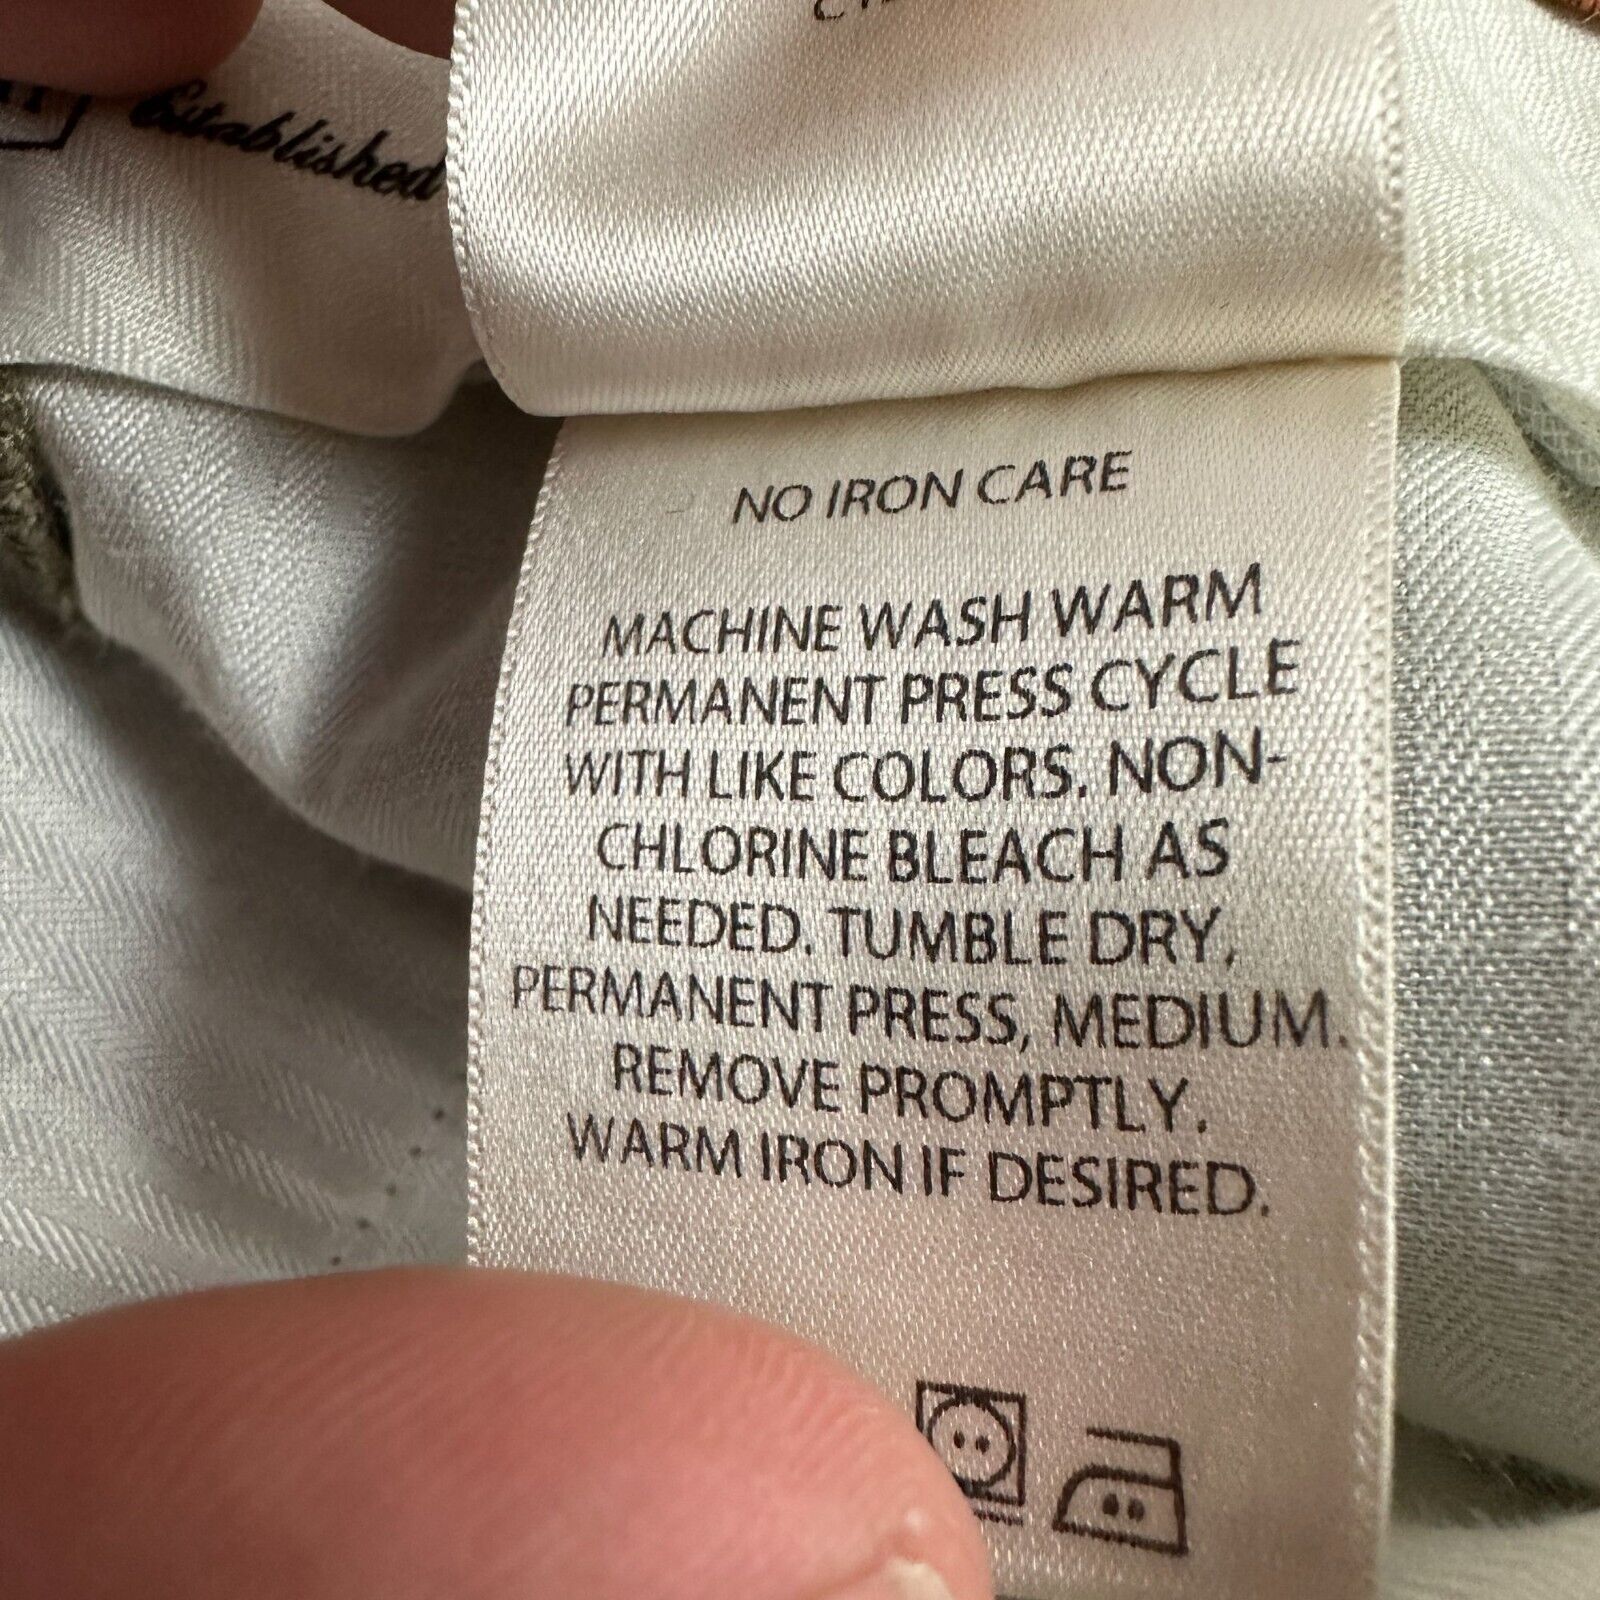 Established
NO IRON CARE
MACHINE WASH WARM
PERMANENT PRESS CYCLE
WITH LIKE COLORS. NON-
CHLORINE BLEACH AS
NEEDED. TUMBLE DRY,
PERMANENT PRESS, MEDIUM.
REMOVE PROMPTLY.
WARM IRON IF DESIRED.